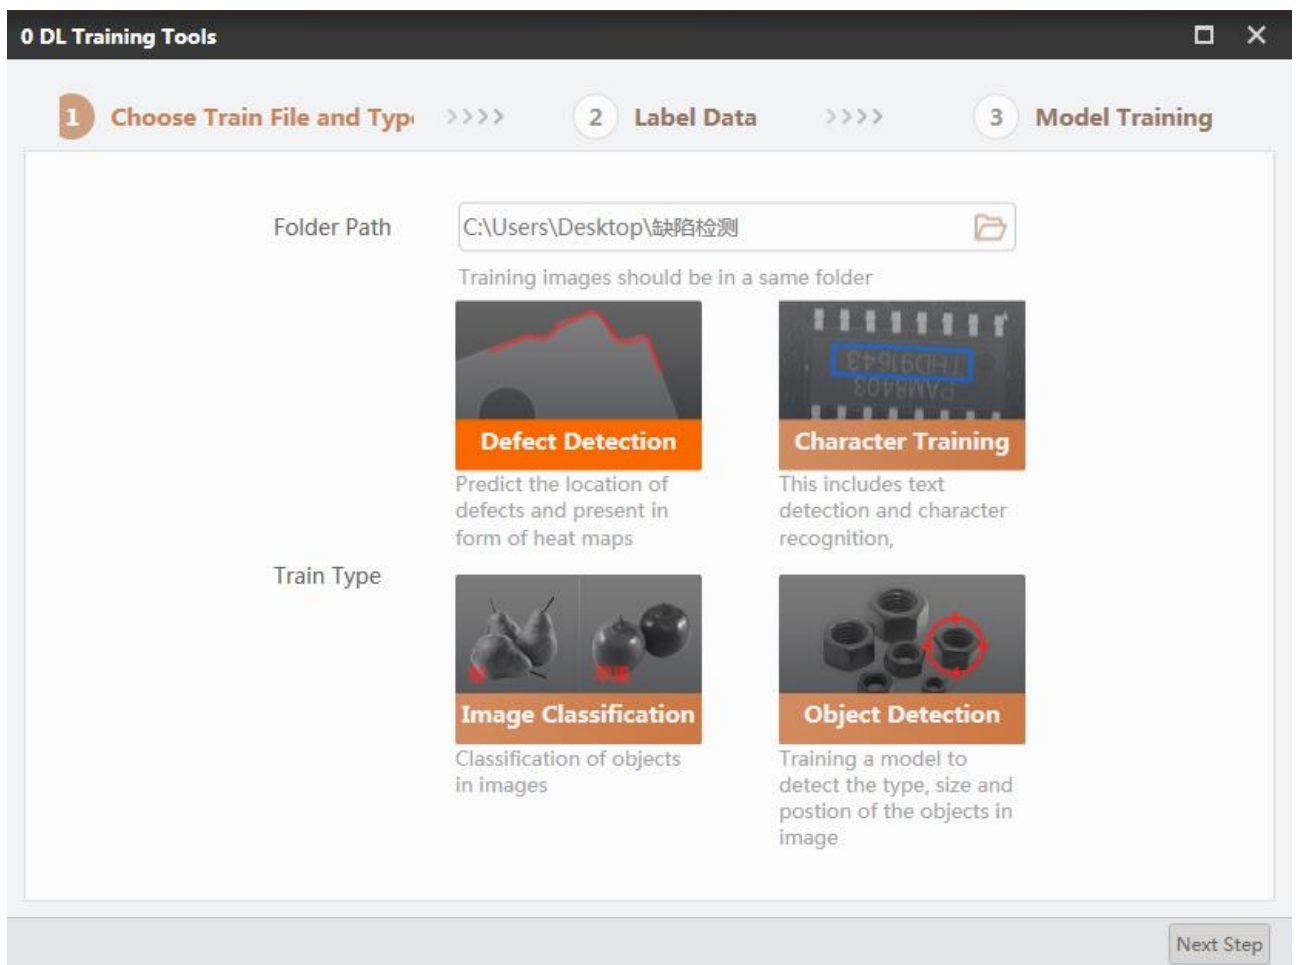 0 DL Training Tools
1 Choose Train File and Typ
>>>>
2 Label Data
>>>>
3 Model Training
Folder Path
C:\Users\Desktop\缺陷检测
Training images should be in a same folder
THD91643
PAM8403
Defect Detection
Character Training
Predict the location of
defects and present in
form of heat maps
This includes text
detection and character
recognition,
Train Type
苹果
Image Classification
Object Detection
Classification of objects
in images
Training a model to
detect the type, size and
postion of the objects in
image
Next Step